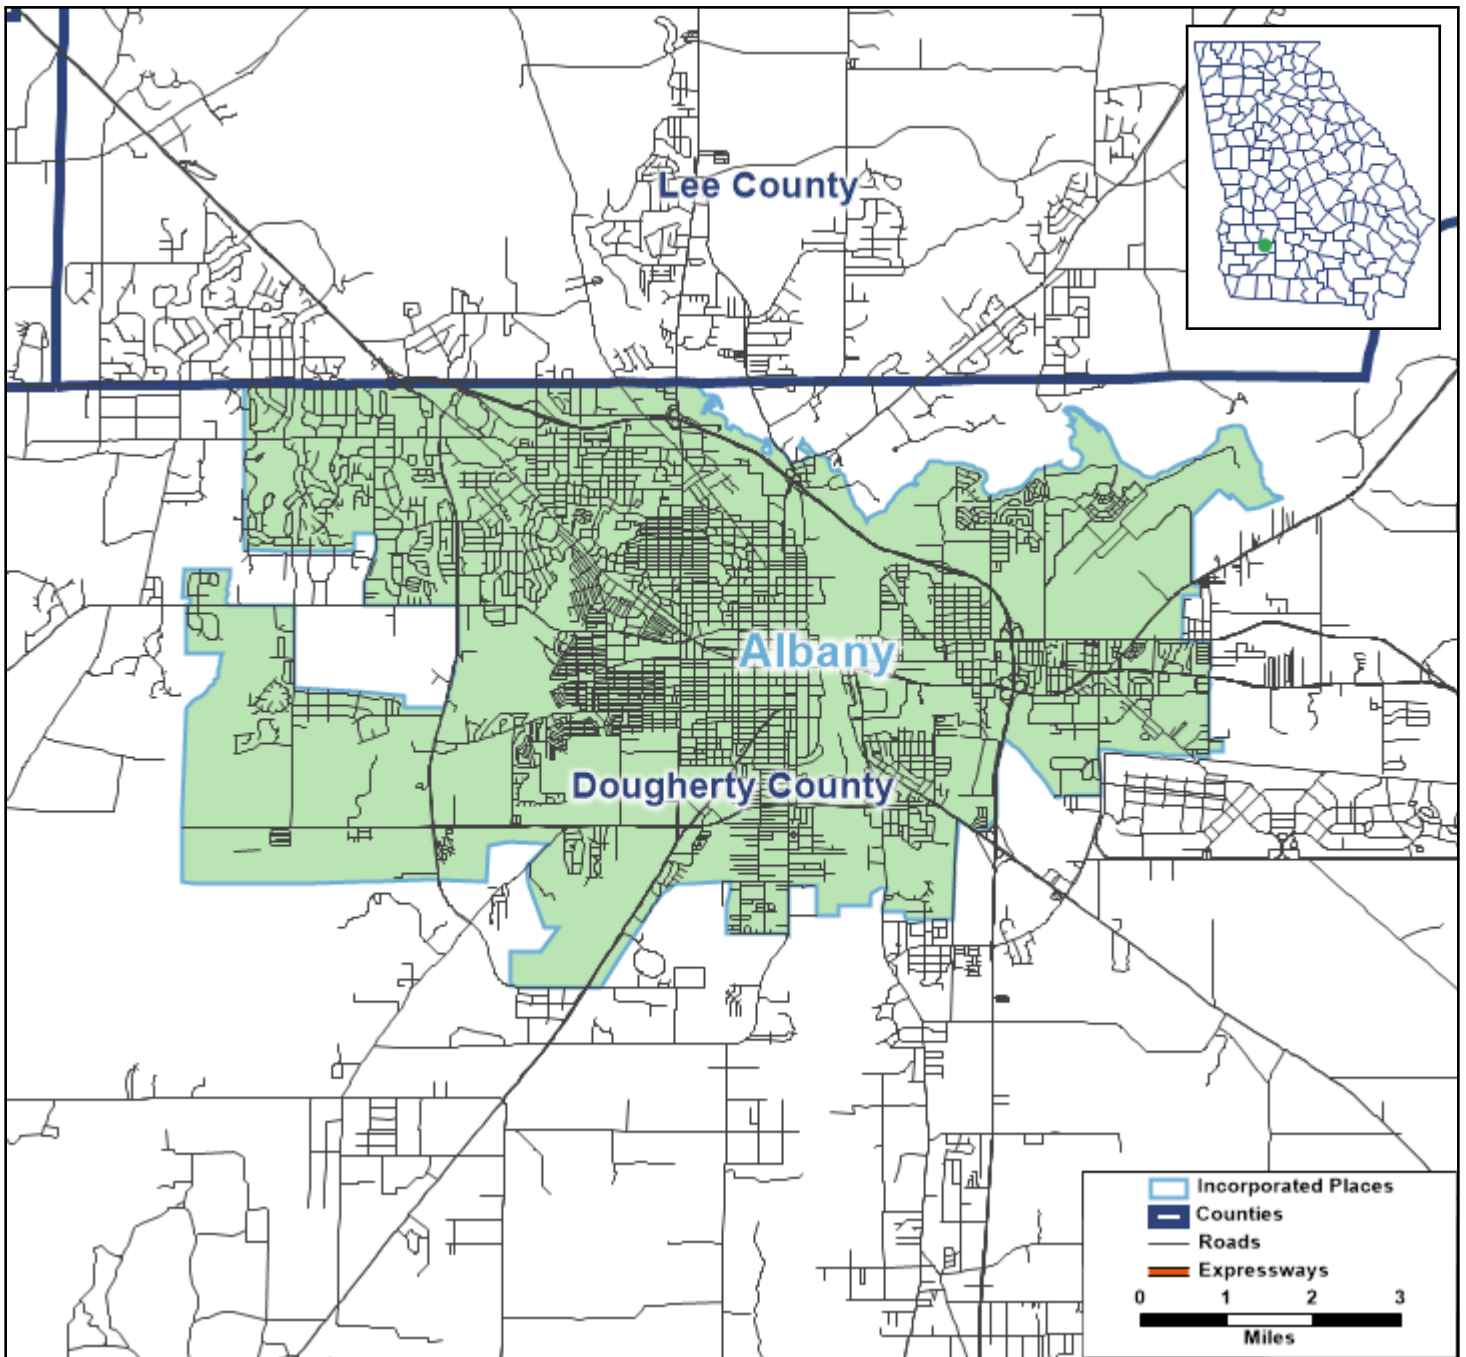 Lee County
Albany
Dougherty County
Incorporated Places
Counties
Roads
Expressways
0 1 2 3
Miles